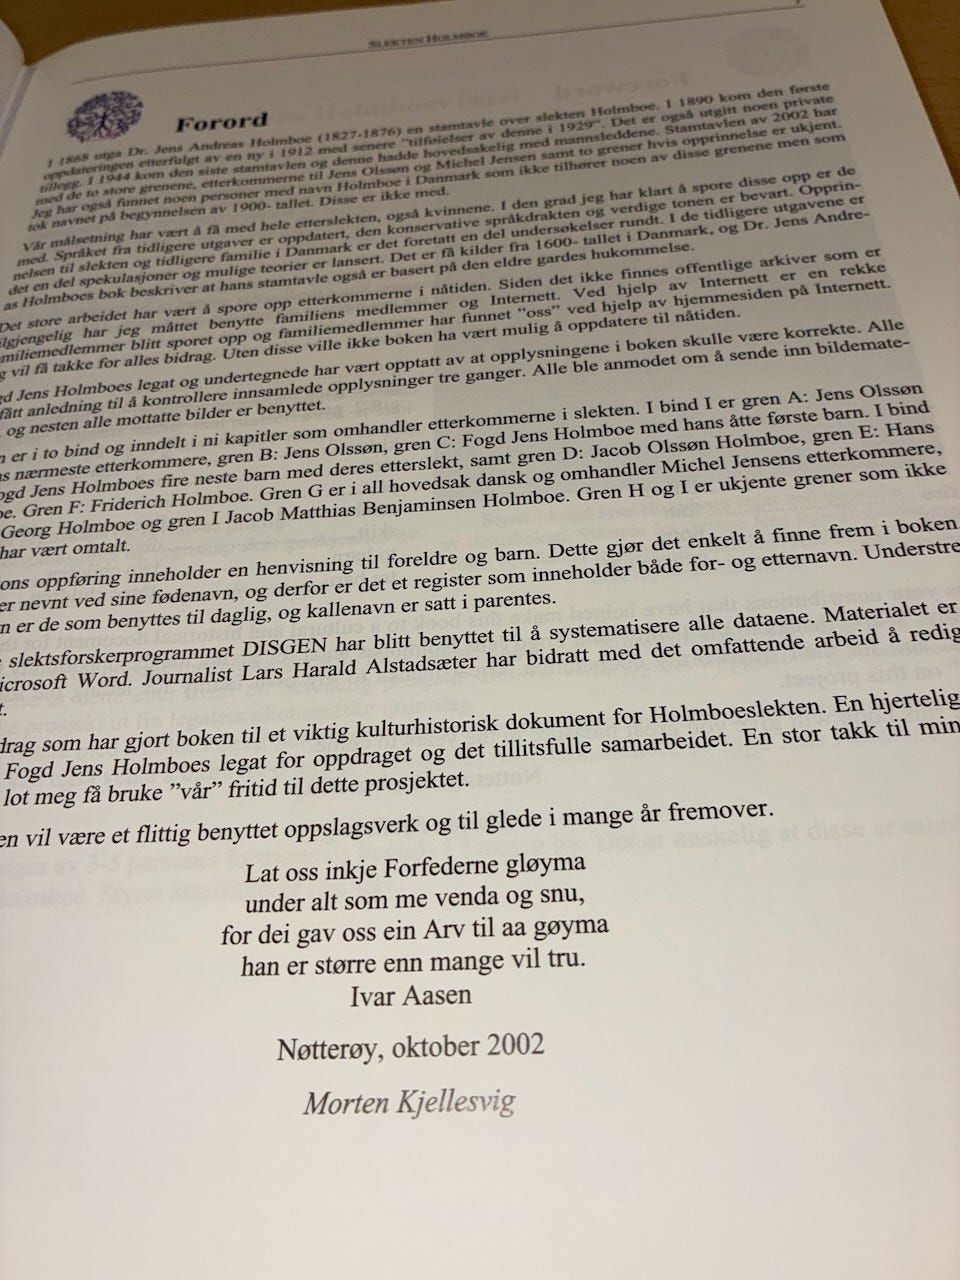 SLEKTEN HOLMBOE
Forord
I 1868 utga Dr. Jens Andreas Holmboe (1827-1876) en stamtavle over slekten Holmboe. I 1890 kom den første
oppdateringen etterfulgt av en ny i 1912 med senere "tilføielser av denne i 1929". Det er også utgitt noen private
tillegg. I 1944 kom den siste stamtavlen og denne hadde hovedsakelig med mannsleddene. Stamtavlen av 2002 har
med de to store grenene, etterkommerne til Jens Olssøn og Michel Jensen samt to grener hvis opprinnelse er ukjent.
Jeg har også funnet noen personer med navn Holmboe i Danmark som ikke tilhører noen av disse grenene men som
tok navnet på begynnelsen av 1900- tallet. Disse er ikke med.
Vår målsetning har vært å få med hele etterslekten, også kvinnene. I den grad jeg har klart å spore disse opp er de
med. Språket fra tidligere utgaver er oppdatert, den konservative språkdrakten og verdige tonen er bevart. Opprin-
nelsen til slekten og tidligere familie i Danmark er det foretatt en del undersøkelser rundt. I de tidligere utgavene er
det en del spekulasjoner og mulige teorier er lansert. Det er få kilder fra 1600- tallet i Danmark, og Dr. Jens Andre-
as Holmboes bok beskriver at hans stamtavle også er basert på den eldre gardes hukommelse.
Det store arbeidet har vært å spore opp etterkommerne i nåtiden. Siden det ikke finnes offentlige arkiver som er
lgjengelig har jeg måttet benytte familiens medlemmer og Internett. Ved hjelp av Internett er en rekke
miliemedlemmer blitt sporet opp og familiemedlemmer har funnet "oss" ved hjelp av hjemmesiden på Internett.
g vil få takke for alles bidrag. Uten disse ville ikke boken ha vært mulig å oppdatere til nåtiden.
gd Jens Holmboes legat og undertegnede har vært opptatt av at opplysningene i boken skulle være korrekte. Alle
fått anledning til å kontrollere innsamlede opplysninger tre ganger. Alle ble anmodet om å sende inn bildemate-
, og nesten alle mottatte bilder er benyttet.
n er i to bind og inndelt i ni kapitler som omhandler etterkommerne i slekten. I bind I er gren A: Jens Olssøn
ns nærmeste etterkommere, gren B: Jens Olssøn, gren C: Fogd Jens Holmboe med hans åtte første barn. I bind
ogd Jens Holmboes fire neste barn med deres etterslekt, samt gren D: Jacob Olssøn Holmboe, gren E: Hans
oe. Gren F: Friderich Holmboe. Gren G er i all hovedsak dansk og omhandler Michel Jensens etterkommere,
Georg Holmboe og gren I Jacob Matthias Benjaminsen Holmboe. Gren H og I er ukjente grener som ikke
har vært omtalt.
ons oppføring inneholder en henvisning til foreldre og barn. Dette gjør det enkelt å finne frem i boken
er nevnt ved sine fødenavn, og derfor er det et register som inneholder både for- og etternavn. Understre
n er de som benyttes til daglig, og kallenavn er satt i parentes.
slektsforskerprogrammet DISGEN har blitt benyttet til å systematisere alle dataene. Materialet er
icrosoft Word. Journalist Lars Harald Alstadsæter har bidratt med det omfattende arbeid å redig
t.
drag som har gjort boken til et viktig kulturhistorisk dokument for Holmboeslekten. En hjertelig
Fogd Jens Holmboes legat for oppdraget og det tillitsfulle samarbeidet. En stor takk til min
lot meg få bruke "vår" fritid til dette prosjektet.
en vil være et flittig benyttet oppslagsverk og til glede i mange år fremover.
Lat oss inkje Forfederne gløyma
under alt som me venda og snu,
for dei gav oss ein Arv til aa gøyma
han er større enn mange vil tru.
Ivar Aasen
Nøtterøy, oktober 2002
Morten Kjellesvig